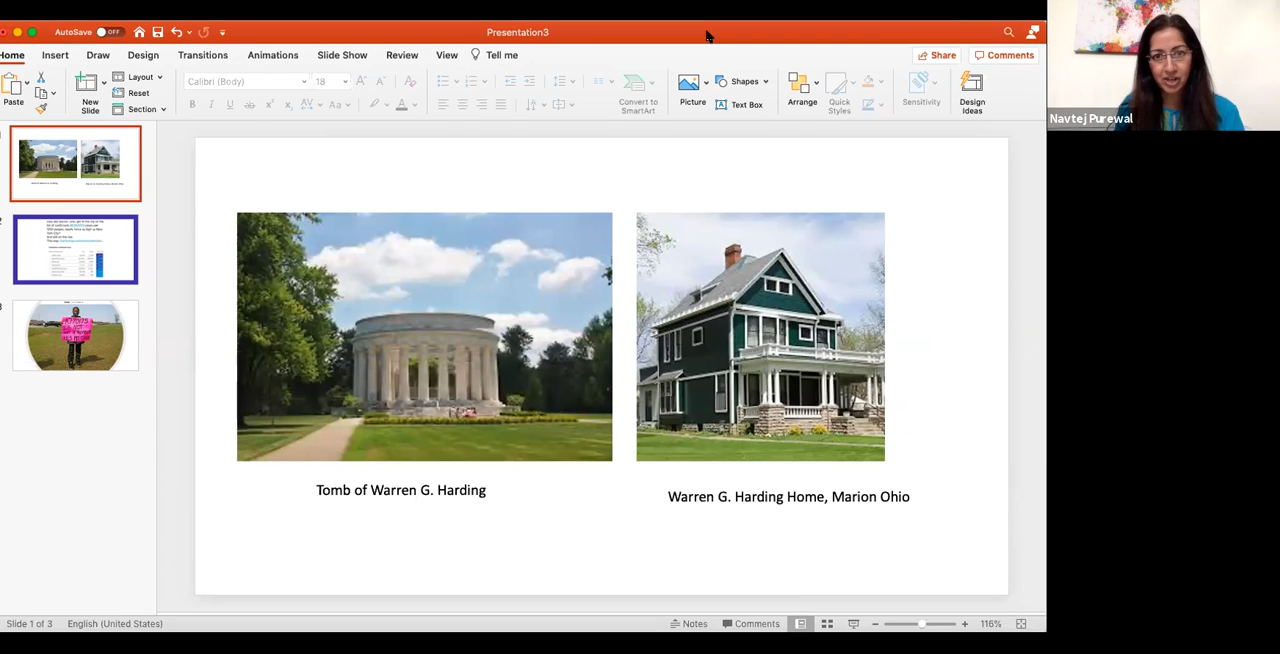 AutoSave OFF
Presentation3
Home Insert Draw Design Transitions Animations Slide Show Review View Tell me
Share Comments
Paste
New Slide
Layout
Reset
Section
Calibri (Body) 18
Convert to SmartArt
Picture
Shapes
Text Box
Arrange
Quick Styles
Sensitivity
Design Ideas
Navtej Purewal
2
3
Tomb of Warren G. Harding
Warren G. Harding Home, Marion Ohio
Slide 1 of 3 English (United States)
Notes Comments 116%